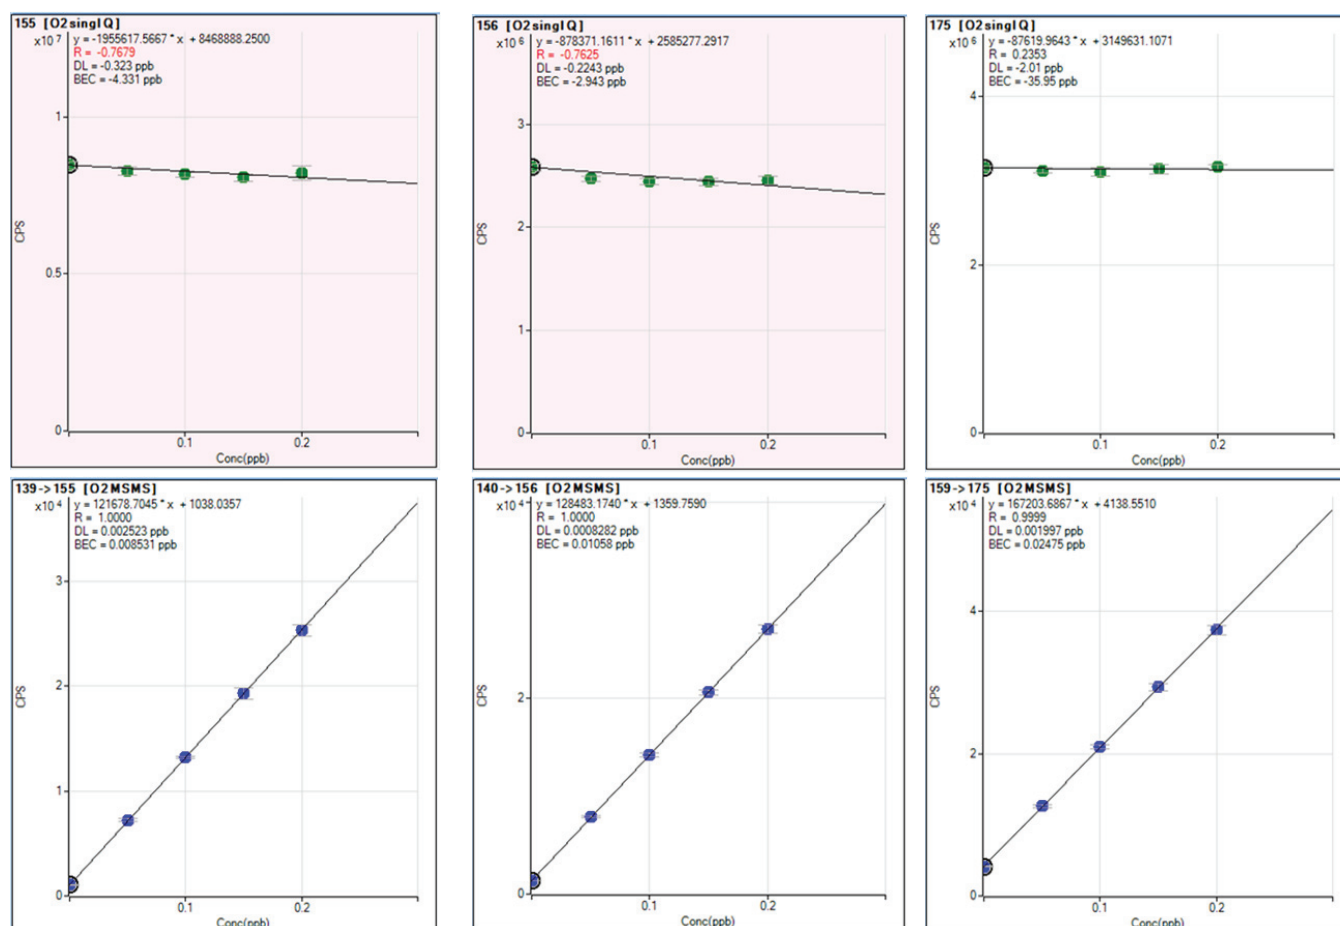 155 [O2singlQ]
x10^7
y = -1955617.5667 * x + 8468888.2500
R = -0.7679
DL = -0.323 ppb
BEC = -4.331 ppb
1
0.5
0
CPS
0.1
0.2
Conc(ppb)
156 [O2singlQ]
x10^6
y = -878371.1611 * x + 2585277.2917
R = -0.7625
DL = -0.2243 ppb
BEC = -2.943 ppb
3
2
1
0
CPS
0.1
0.2
Conc(ppb)
175 [O2singlQ]
x10^6
y = -87619.9643 * x + 3149631.1071
R = 0.2353
DL = -2.01 ppb
BEC = -35.95 ppb
4
2
0
CPS
0.1
0.2
Conc(ppb)
139->155 [O2MSMS]
x10^4
y = 121678.7045 * x + 1038.0357
R = 1.0000
DL = 0.002523 ppb
BEC = 0.008531 ppb
3
2
1
0
CPS
0.1
0.2
Conc(ppb)
140->156 [O2MSMS]
x10^4
y = 128483.1740 * x + 1359.7590
R = 1.0000
DL = 0.0008282 ppb
BEC = 0.01058 ppb
2
0
CPS
0.1
0.2
Conc(ppb)
159->175 [O2MSMS]
x10^4
y = 167203.6867 * x + 4138.5510
R = 0.9999
DL = 0.001997 ppb
BEC = 0.02475 ppb
4
2
0
CPS
0.1
0.2
Conc(ppb)